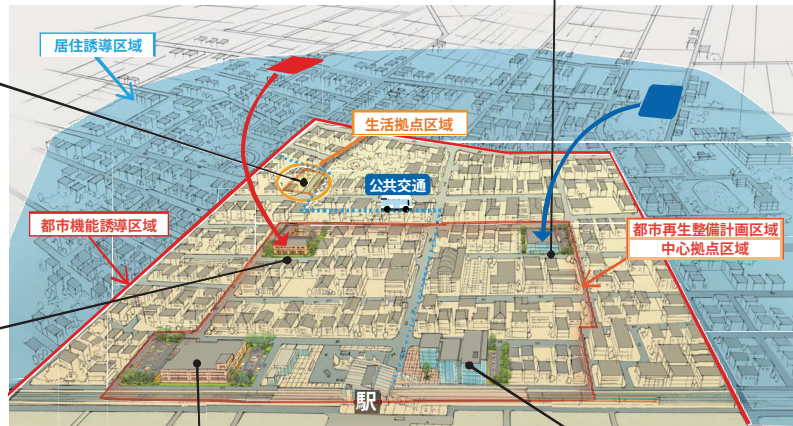 居住誘導区域
生活拠点区域
公共交通
都市機能誘導区域
都市再生整備計画区域
中心拠点区域
駅